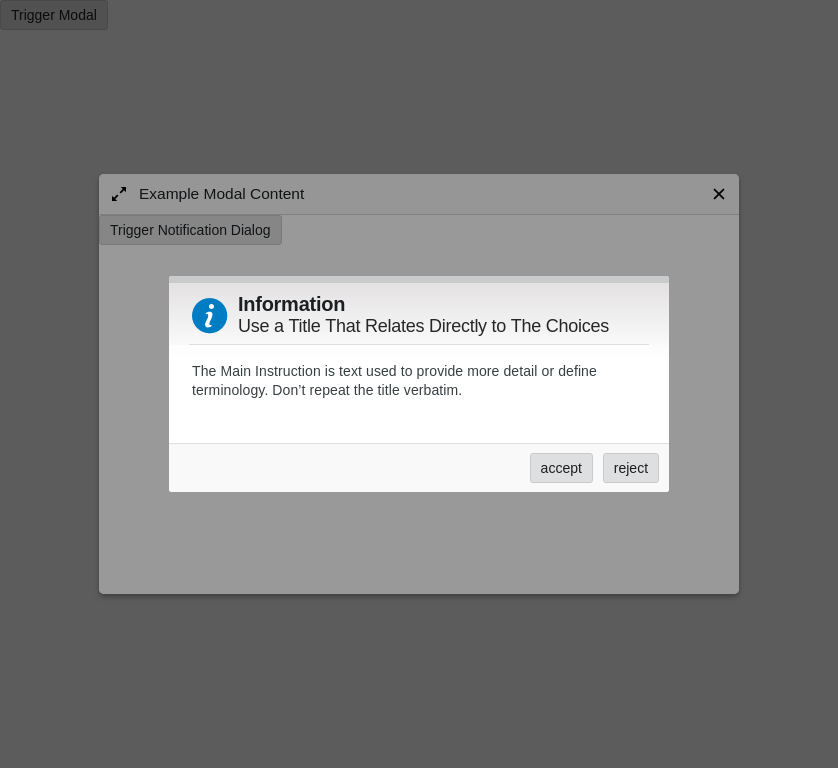 Trigger Modal
Example Modal Content
Trigger Notification Dialog
Information
Use a Title That Relates Directly to The Choices
The Main Instruction is text used to provide more detail or define
terminology. Don’t repeat the title verbatim.
accept reject